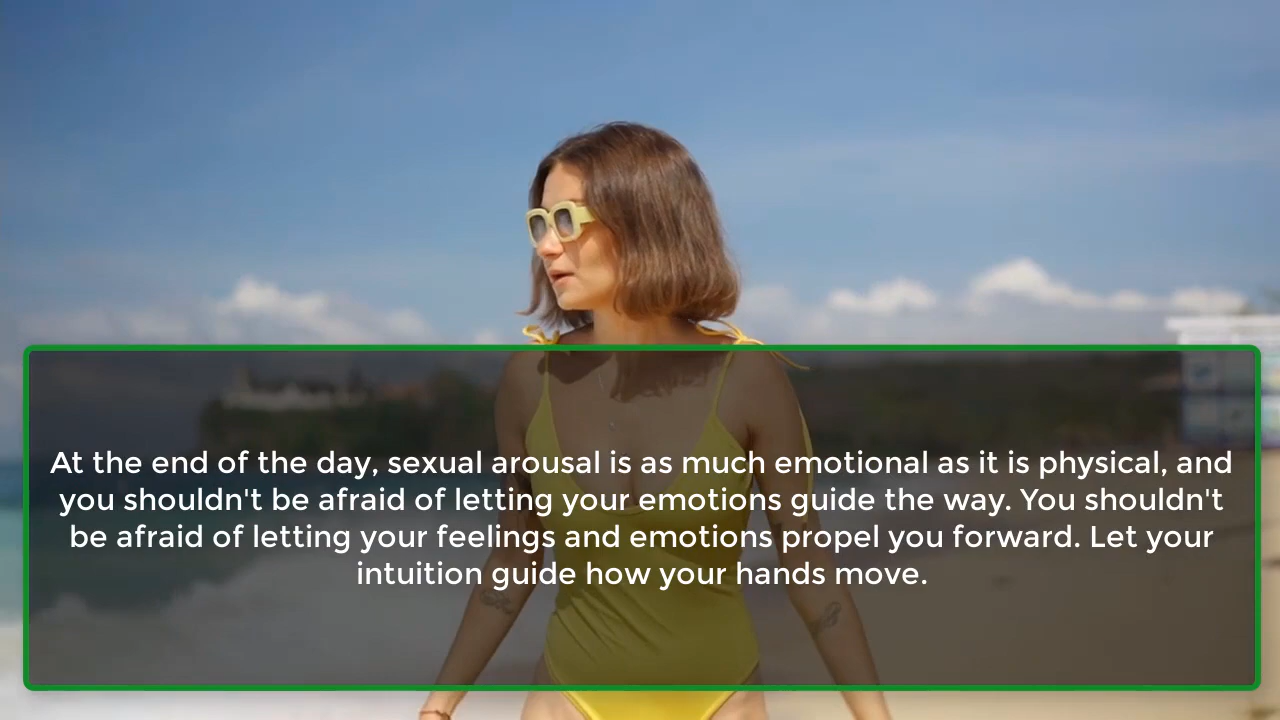 At the end of the day, sexual arousal is as much emotional as it is physical, and
you shouldn't be afraid of letting your emotions guide the way. You shouldn't
be afraid of letting your feelings and emotions propel you forward. Let your
intuition guide how your hands move.